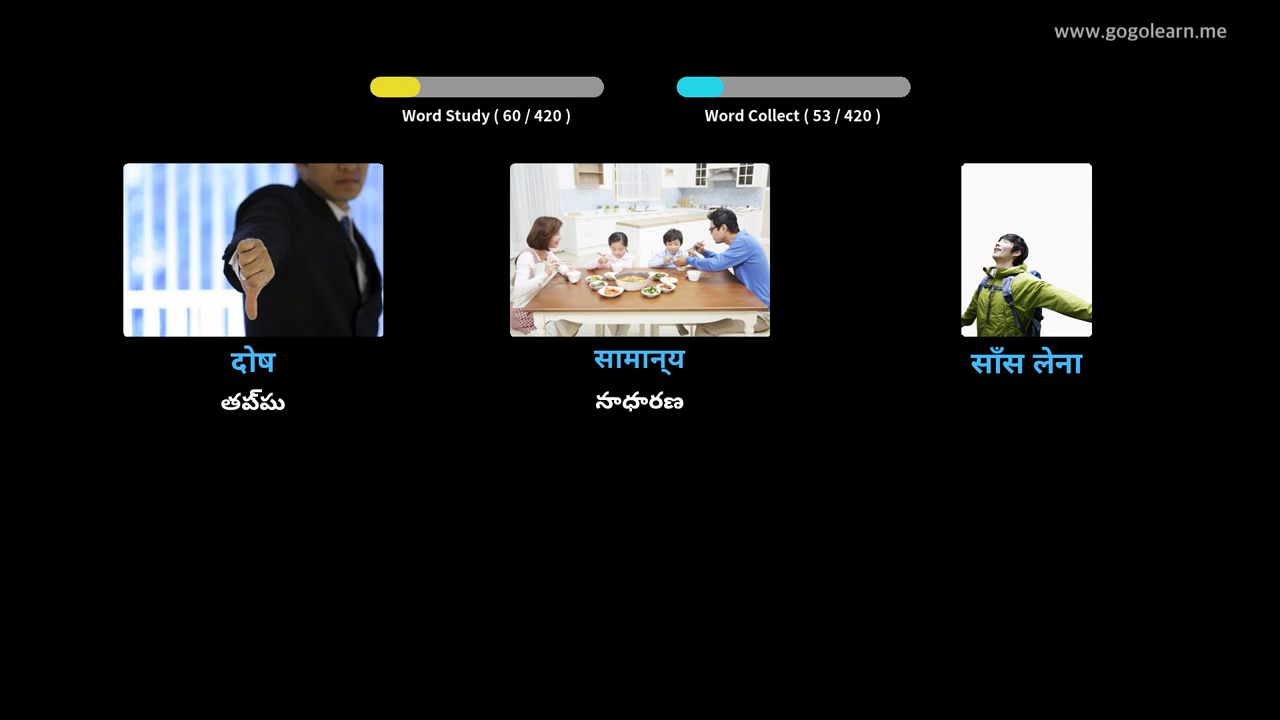 www.gogolearn.me
Word Study ( 60 / 420 )
Word Collect ( 53 / 420 )
दोष
सामान्य
साँस लेना
తప్పు
సాధారణ